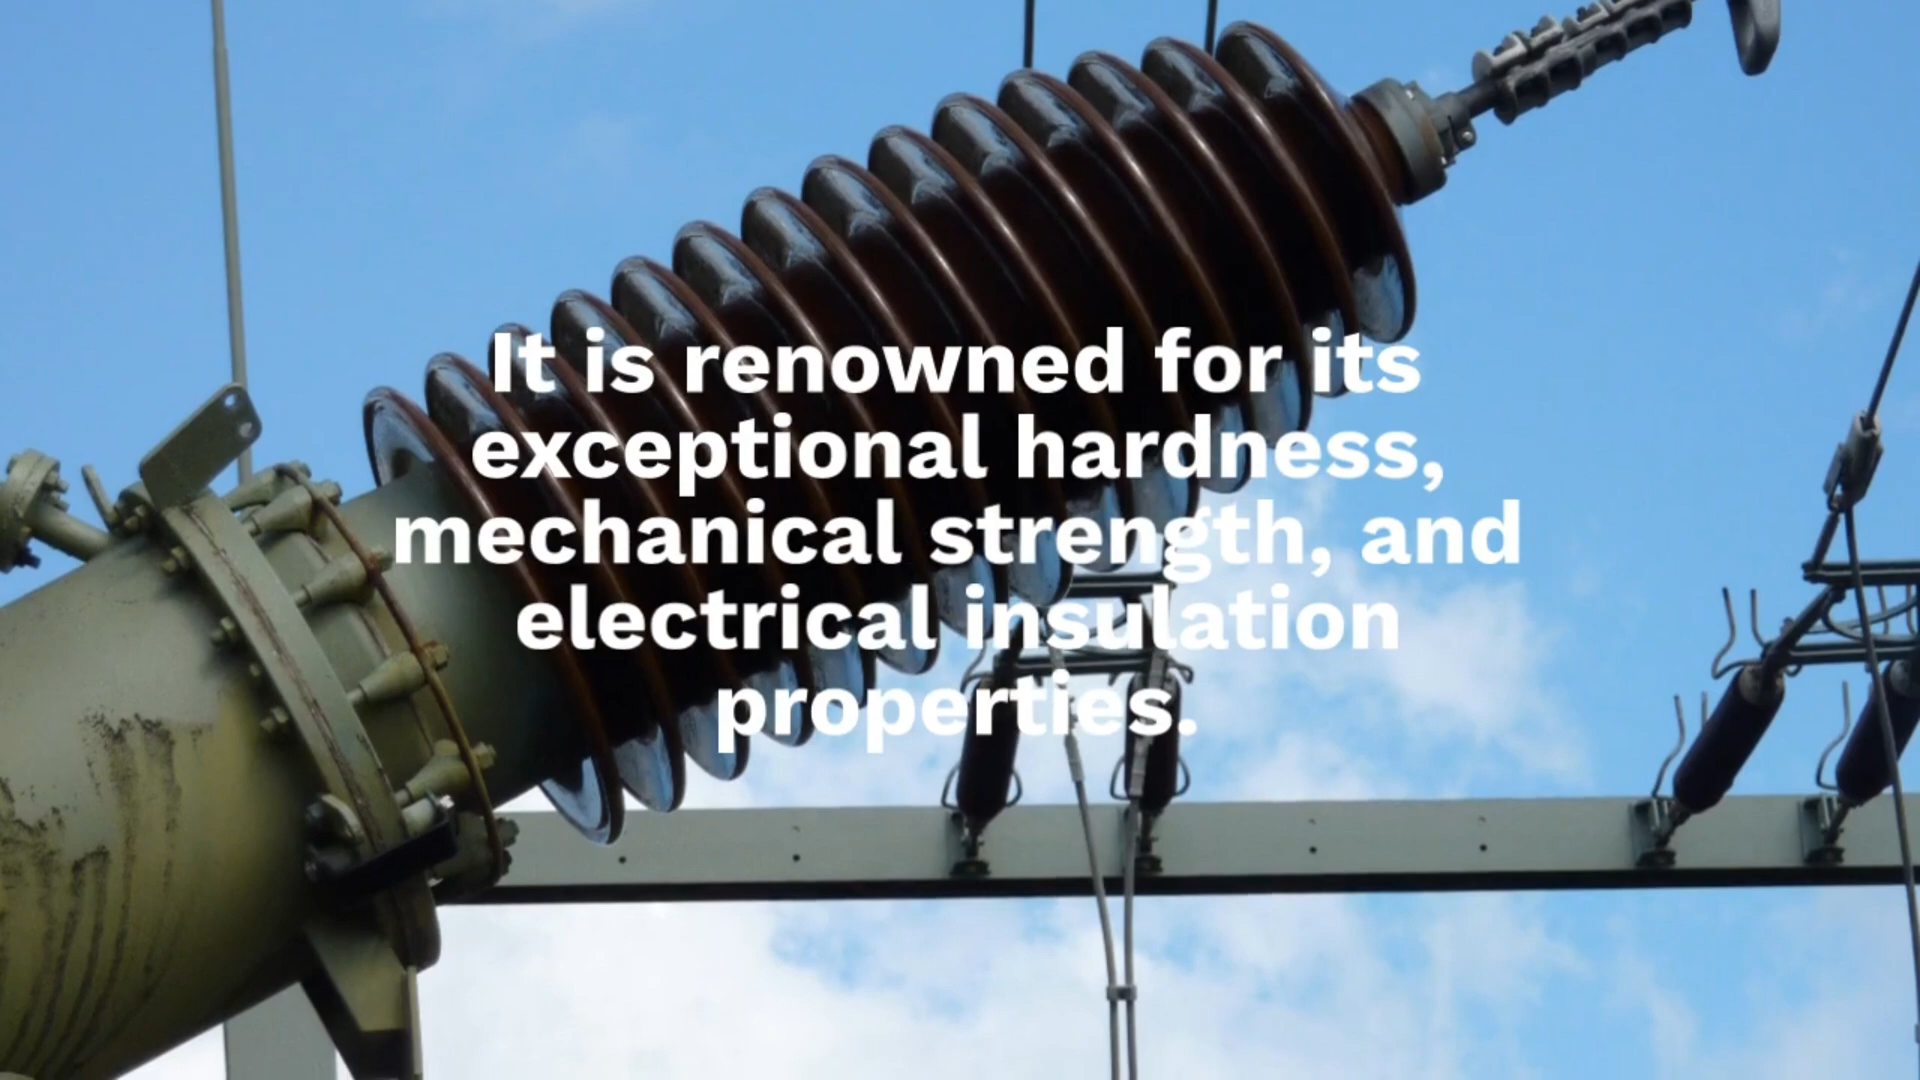 It is renowned for its
exceptional hardness,
mechanical strength, and
electrical insulation
properties.